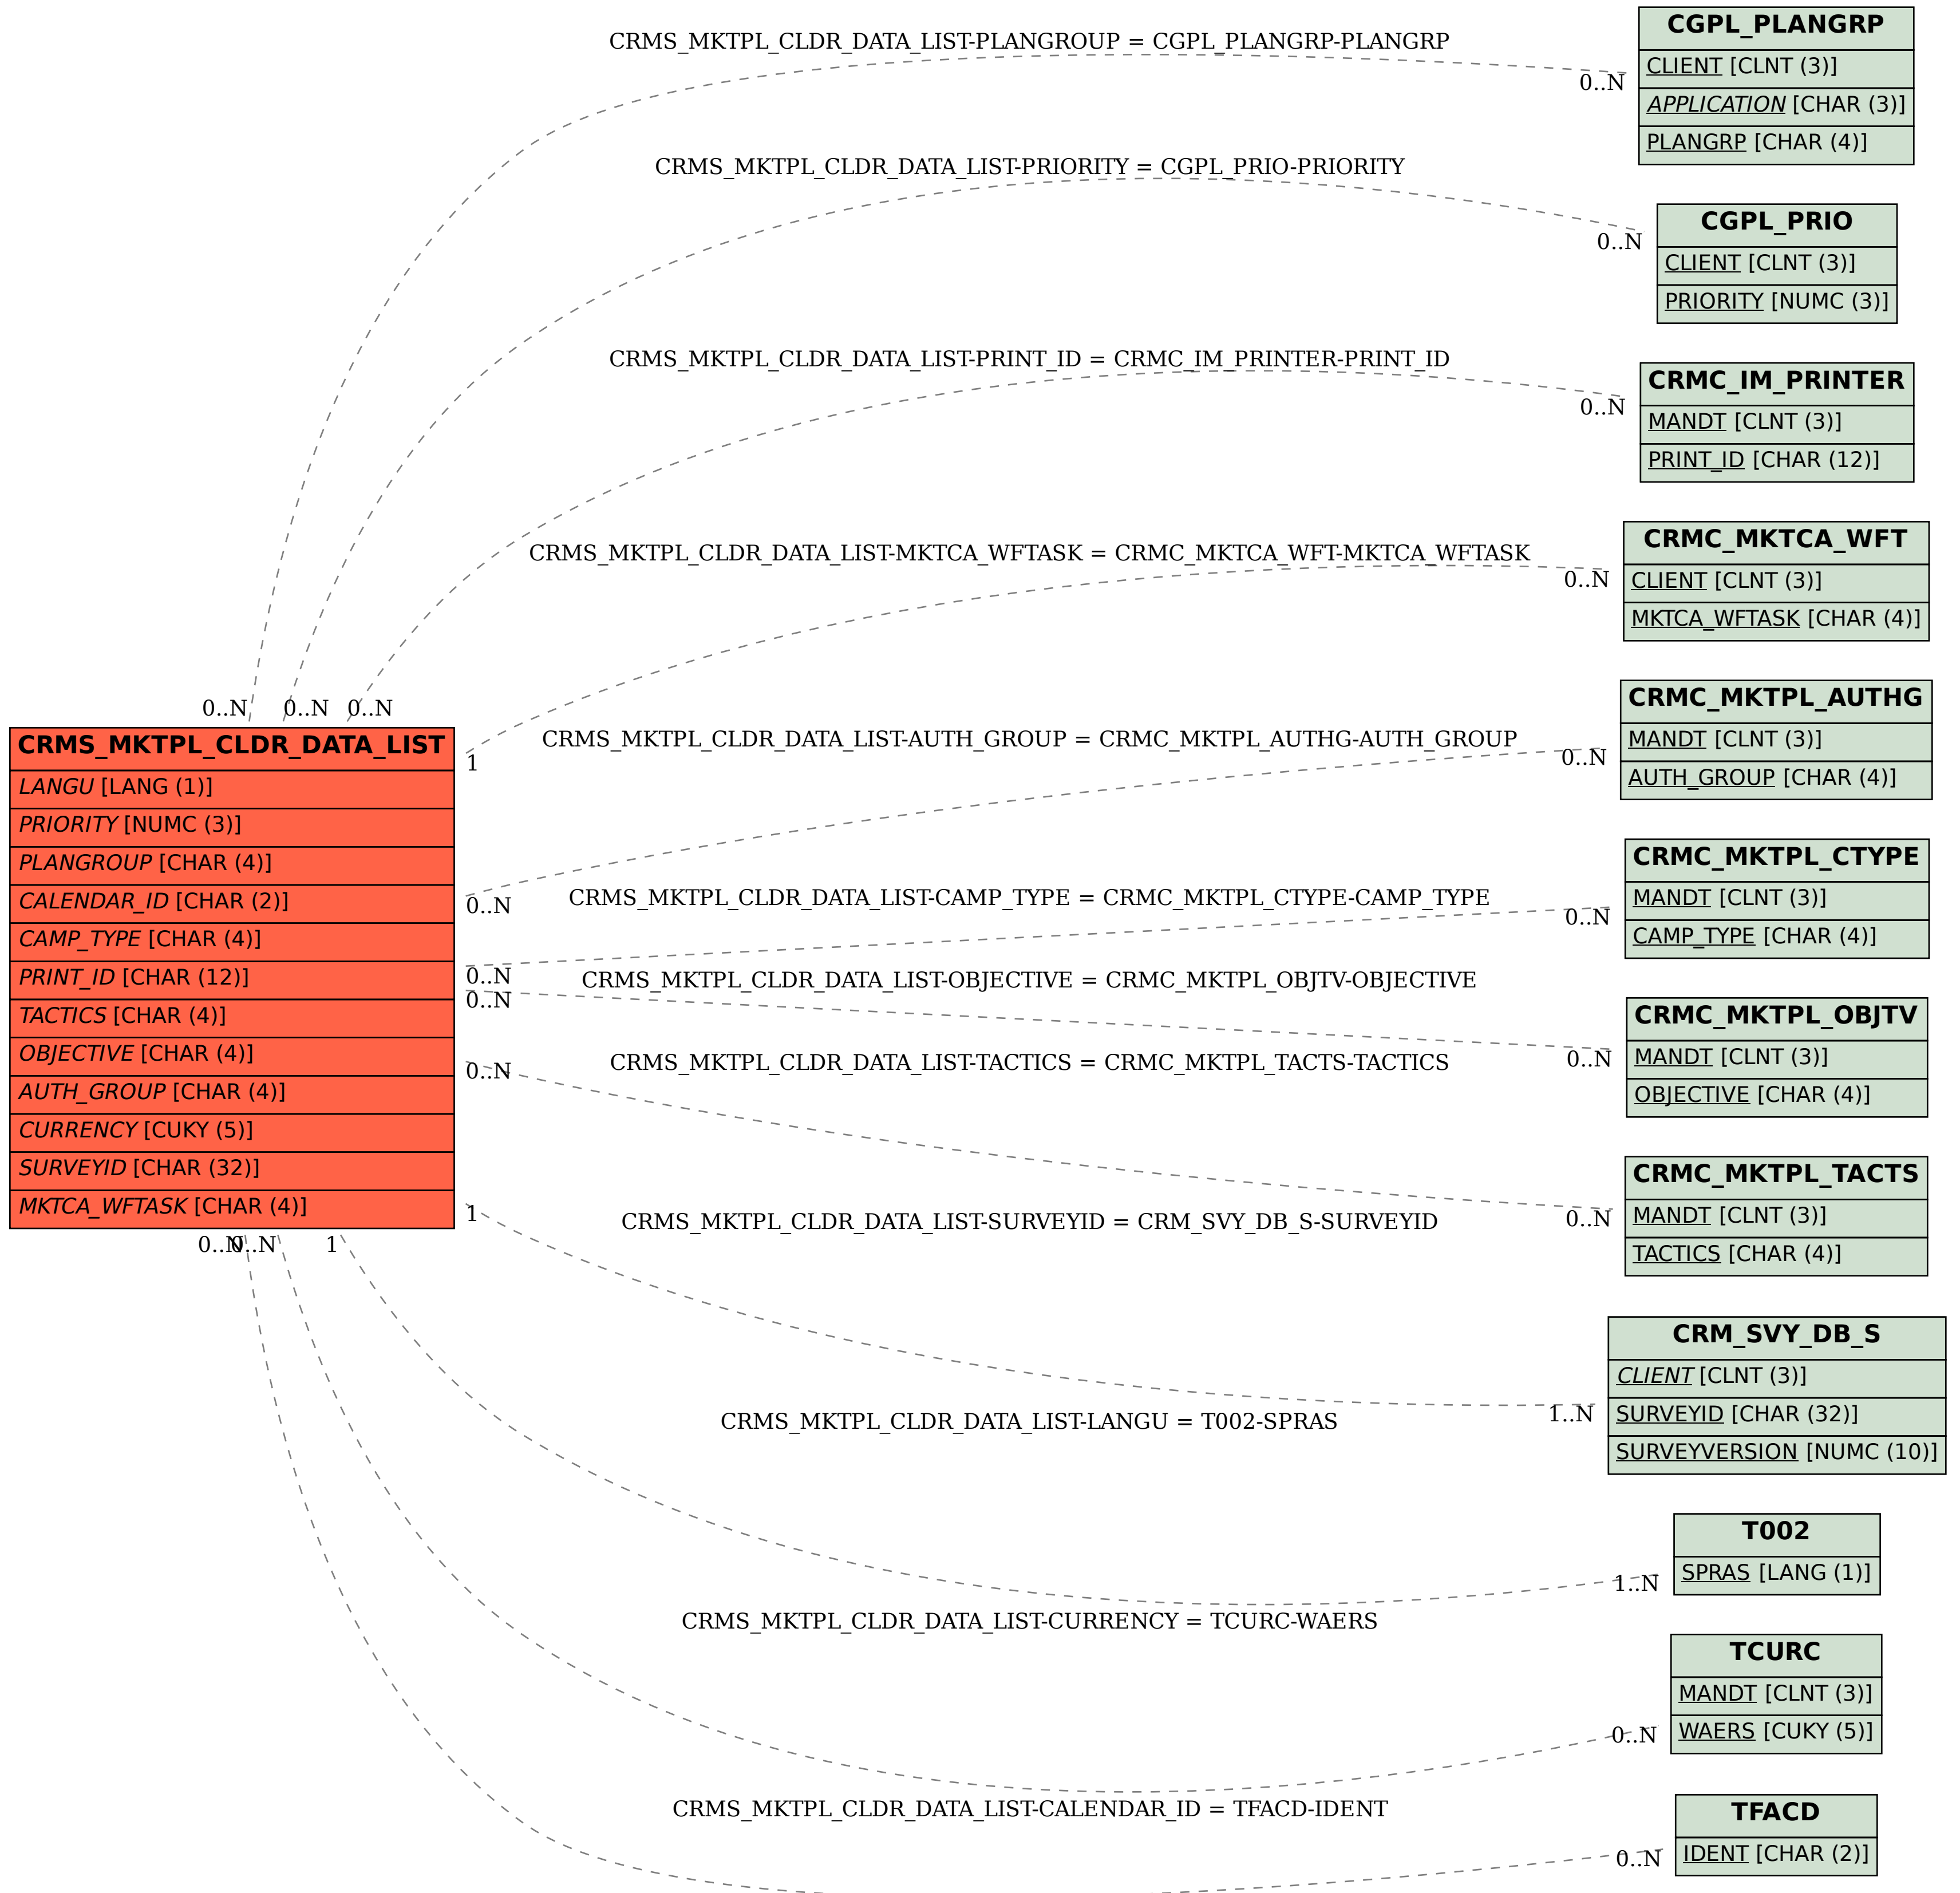 CRMS_MKTPL_CLDR_DATA_LIST-PLANGROUP = CGPL_PLANGRP-PLANGRP
0..N
CGPL_PLANGRP
CLIENT [CLNT (3)]
APPLICATION [CHAR (3)]
PLANGRP [CHAR (4)]
CRMS_MKTPL_CLDR_DATA_LIST-PRIORITY = CGPL_PRIO-PRIORITY
0..N
CGPL_PRIO
CLIENT [CLNT (3)]
PRIORITY [NUMC (3)]
CRMS_MKTPL_CLDR_DATA_LIST-PRINT_ID = CRMC_IM_PRINTER-PRINT_ID
0..N
CRMC_IM_PRINTER
MANDT [CLNT (3)]
PRINT_ID [CHAR (12)]
CRMS_MKTPL_CLDR_DATA_LIST-MKTCA_WFTASK = CRMC_MKTCA_WFT-MKTCA_WFTASK
0..N
CRMC_MKTCA_WFT
CLIENT [CLNT (3)]
MKTCA_WFTASK [CHAR (4)]
0..N
0..N
0..N
CRMS_MKTPL_CLDR_DATA_LIST
LANGU [LANG (1)]
PRIORITY [NUMC (3)]
PLANGROUP [CHAR (4)]
CALENDAR_ID [CHAR (2)]
CAMP_TYPE [CHAR (4)]
PRINT_ID [CHAR (12)]
TACTICS [CHAR (4)]
OBJECTIVE [CHAR (4)]
AUTH_GROUP [CHAR (4)]
CURRENCY [CUKY (5)]
SURVEYID [CHAR (32)]
MKTCA_WFTASK [CHAR (4)]
1
0..N
0..N
0..N
0..N
1
0..N
0..N
1
CRMS_MKTPL_CLDR_DATA_LIST-AUTH_GROUP = CRMC_MKTPL_AUTHG-AUTH_GROUP
0..N
CRMC_MKTPL_AUTHG
MANDT [CLNT (3)]
AUTH_GROUP [CHAR (4)]
CRMS_MKTPL_CLDR_DATA_LIST-CAMP_TYPE = CRMC_MKTPL_CTYPE-CAMP_TYPE
0..N
CRMC_MKTPL_CTYPE
MANDT [CLNT (3)]
CAMP_TYPE [CHAR (4)]
CRMS_MKTPL_CLDR_DATA_LIST-OBJECTIVE = CRMC_MKTPL_OBJTV-OBJECTIVE
0..N
CRMC_MKTPL_OBJTV
MANDT [CLNT (3)]
OBJECTIVE [CHAR (4)]
CRMS_MKTPL_CLDR_DATA_LIST-TACTICS = CRMC_MKTPL_TACTS-TACTICS
0..N
CRMC_MKTPL_TACTS
MANDT [CLNT (3)]
TACTICS [CHAR (4)]
CRMS_MKTPL_CLDR_DATA_LIST-SURVEYID = CRM_SVY_DB_S-SURVEYID
1..N
CRM_SVY_DB_S
CLIENT [CLNT (3)]
SURVEYID [CHAR (32)]
SURVEYVERSION [NUMC (10)]
CRMS_MKTPL_CLDR_DATA_LIST-LANGU = T002-SPRAS
1..N
T002
SPRAS [LANG (1)]
CRMS_MKTPL_CLDR_DATA_LIST-CURRENCY = TCURC-WAERS
0..N
TCURC
MANDT [CLNT (3)]
WAERS [CUKY (5)]
CRMS_MKTPL_CLDR_DATA_LIST-CALENDAR_ID = TFACD-IDENT
0..N
TFACD
IDENT [CHAR (2)]